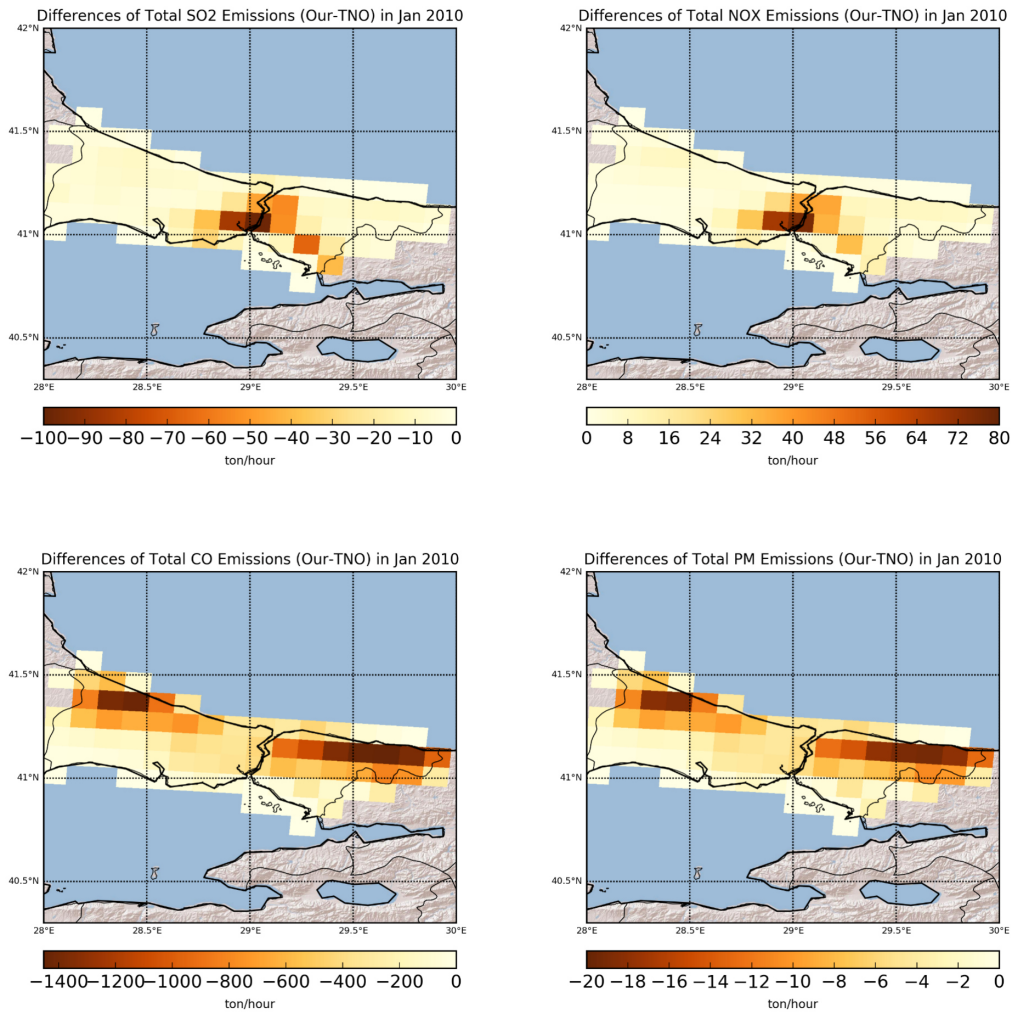 Differences of Total SO2 Emissions (Our-TNO) in Jan 2010
42°N
41.5°N
41°N
40.5°N
28°E 28.5°E 29°E 29.5°E 30°E
−100 −90 −80 −70 −60 −50 −40 −30 −20 −10 0
ton/hour
Differences of Total NOX Emissions (Our-TNO) in Jan 2010
42°N
41.5°N
41°N
40.5°N
28°E 28.5°E 29°E 29.5°E 30°E
0 8 16 24 32 40 48 56 64 72 80
ton/hour
Differences of Total CO Emissions (Our-TNO) in Jan 2010
42°N
41.5°N
41°N
40.5°N
28°E 28.5°E 29°E 29.5°E 30°E
−1400 −1200 −1000 −800 −600 −400 −200 0
ton/hour
Differences of Total PM Emissions (Our-TNO) in Jan 2010
42°N
41.5°N
41°N
40.5°N
28°E 28.5°E 29°E 29.5°E 30°E
−20 −18 −16 −14 −12 −10 −8 −6 −4 −2 0
ton/hour